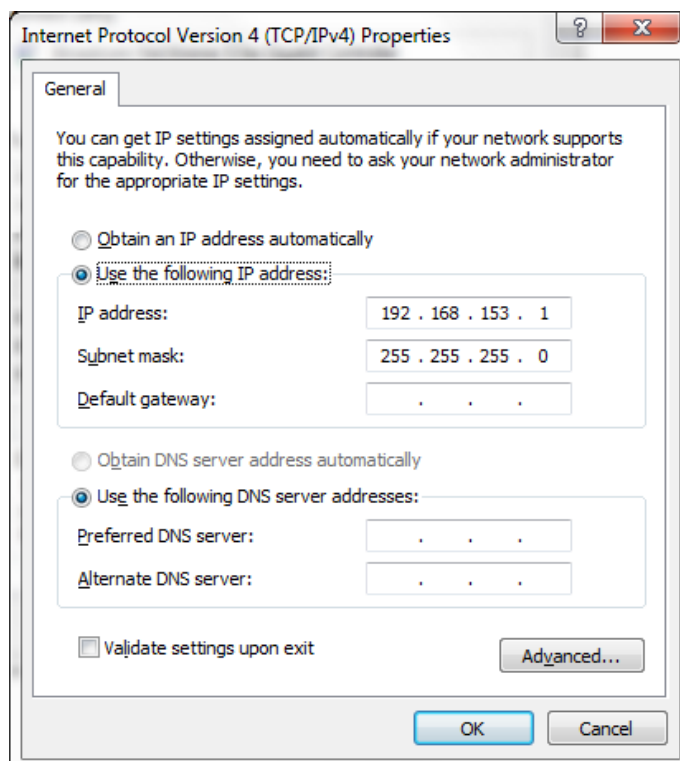 Internet Protocol Version 4 (TCP/IPv4) Properties
General
You can get IP settings assigned automatically if your network supports
this capability. Otherwise, you need to ask your network administrator
for the appropriate IP settings.
Obtain an IP address automatically
Use the following IP address:
IP address: 192 . 168 . 153 . 1
Subnet mask: 255 . 255 . 255 . 0
Default gateway: . . .
Obtain DNS server address automatically
Use the following DNS server addresses:
Preferred DNS server: . . .
Alternate DNS server: . . .
Validate settings upon exit
Advanced...
OK Cancel